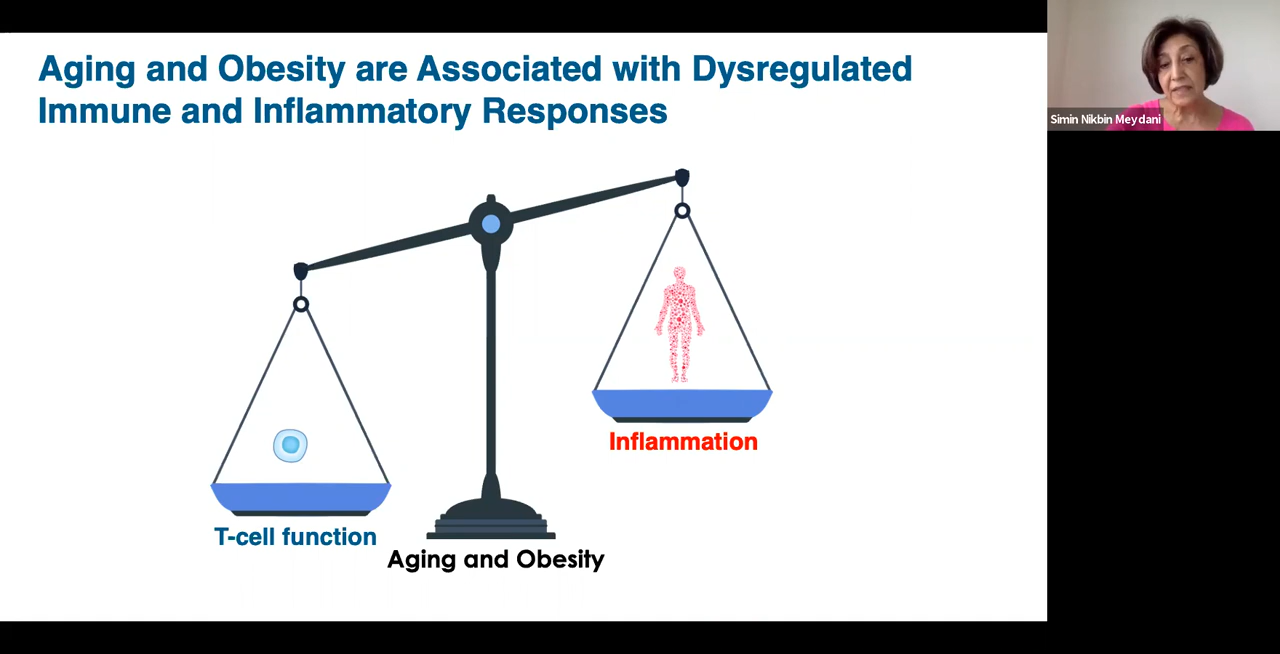 Aging and Obesity are Associated with Dysregulated
Immune and Inflammatory Responses
Simin Nikbin Meydani
Inflammation
T-cell function
Aging and Obesity